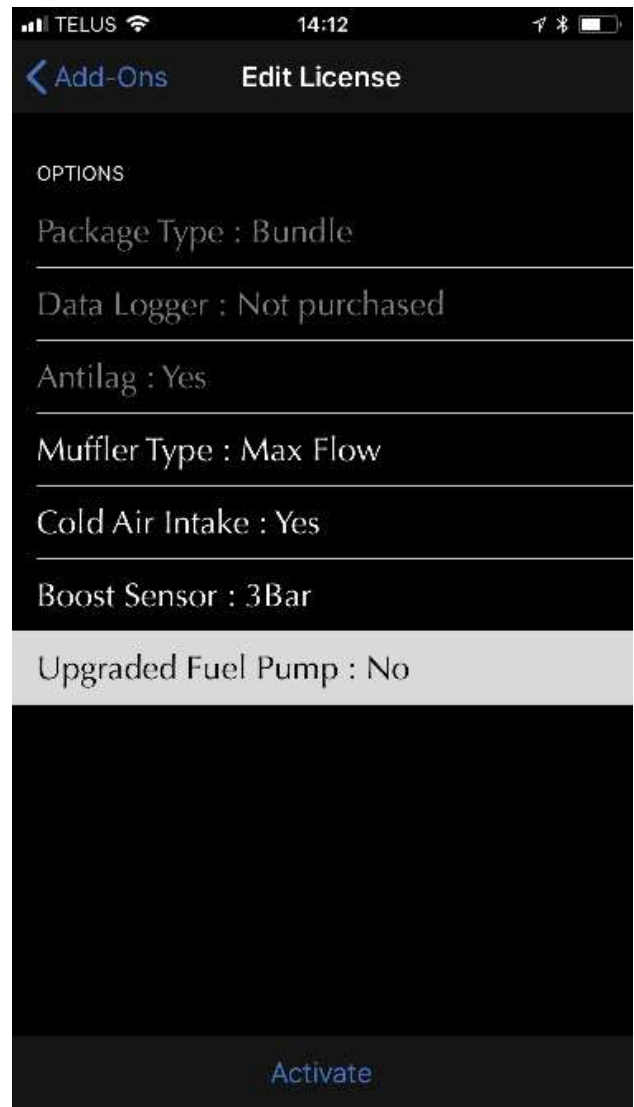 TELUS 14:12
Add-Ons Edit License
OPTIONS
Package Type : Bundle
Data Logger : Not purchased
Antilag : Yes
Muffler Type : Max Flow
Cold Air Intake : Yes
Boost Sensor : 3Bar
Upgraded Fuel Pump : No
Activate